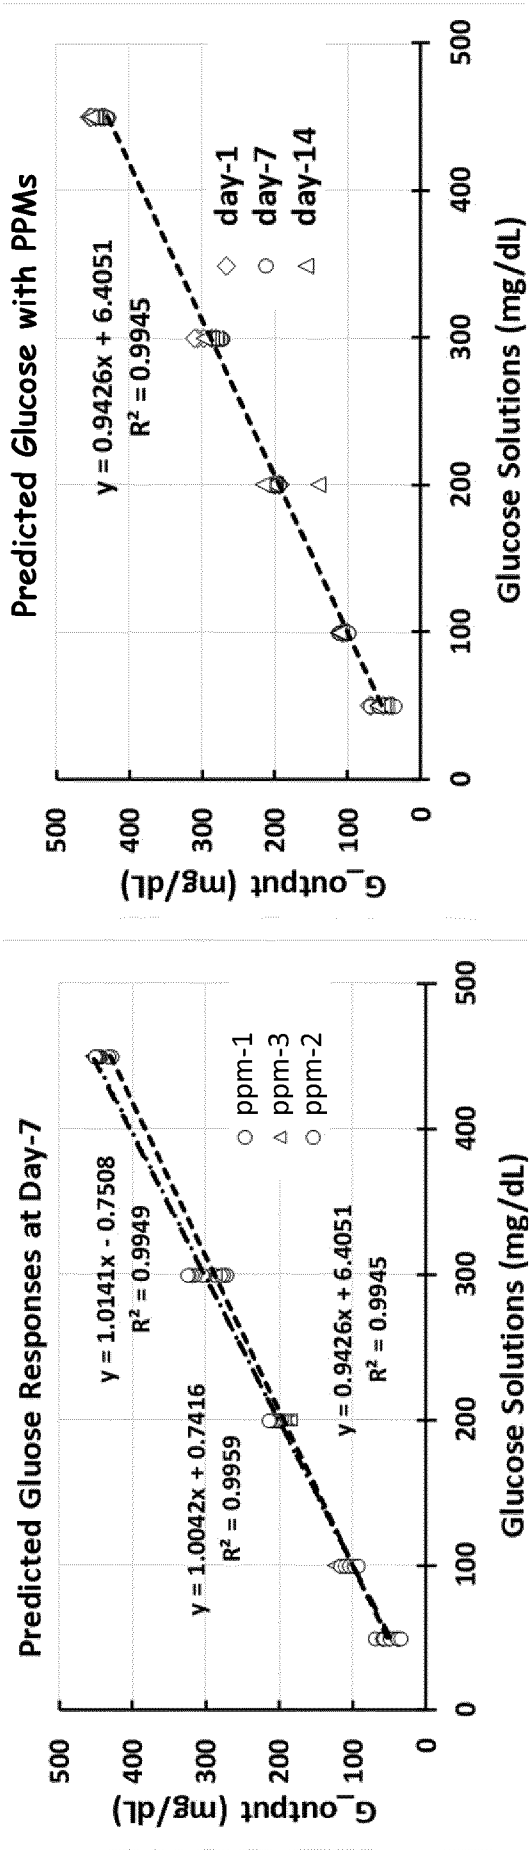 Predicted Gluose Responses at Day-7
G_output (mg/dL)
500
400
300
200
100
0
y = 1.0141x - 0.7508
R² = 0.9949
y = 1.0042x + 0.7416
R² = 0.9959
y = 0.9426x + 6.4051
R² = 0.9945
ppm-1
ppm-3
ppm-2
0
100
200
300
400
500
Glucose Solutions (mg/dL)
Predicted Glucose with PPMs
G_output (mg/dL)
500
400
300
200
100
0
y = 0.9426x + 6.4051
R² = 0.9945
day-1
day-7
day-14
0
100
200
300
400
500
Glucose Solutions (mg/dL)